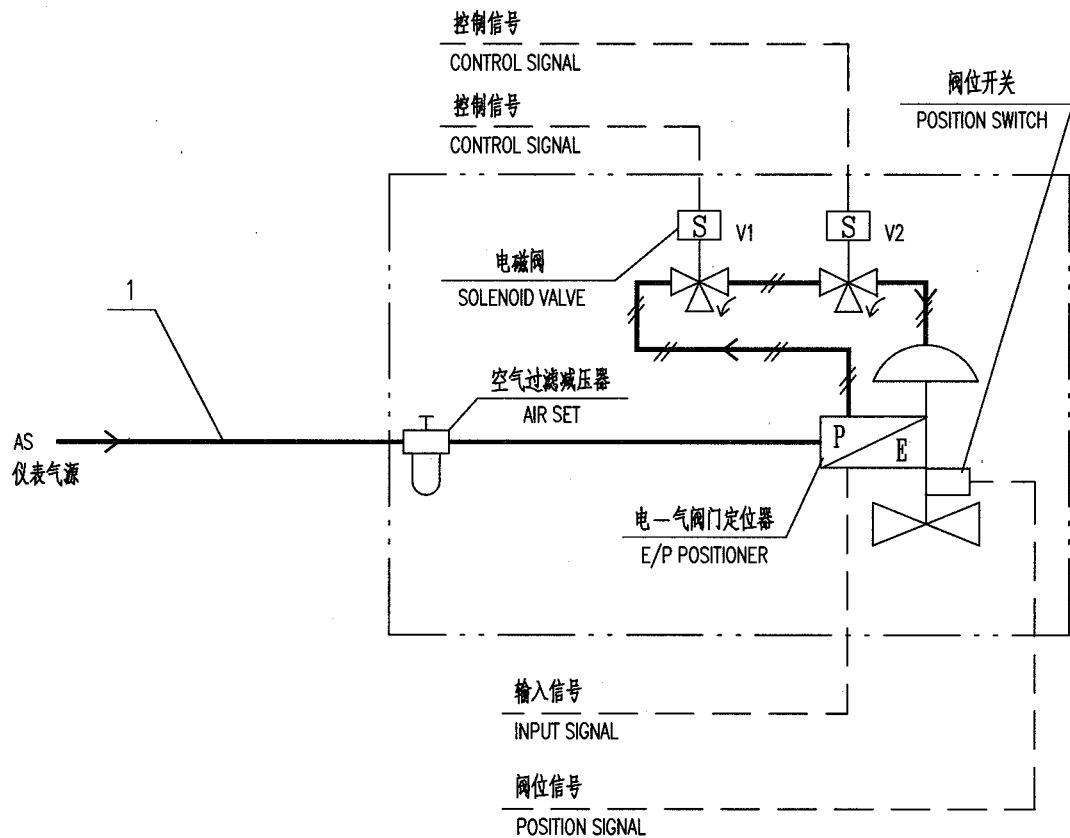 控制信号
CONTROL SIGNAL
控制信号
CONTROL SIGNAL
阀位开关
POSITION SWITCH
S V1
S V2
电磁阀
SOLENOID VALVE
1
空气过滤减压器
AIR SET
AS
仪表气源
P
E
电—气阀门定位器
E/P POSITIONER
输入信号
INPUT SIGNAL
阀位信号
POSITION SIGNAL